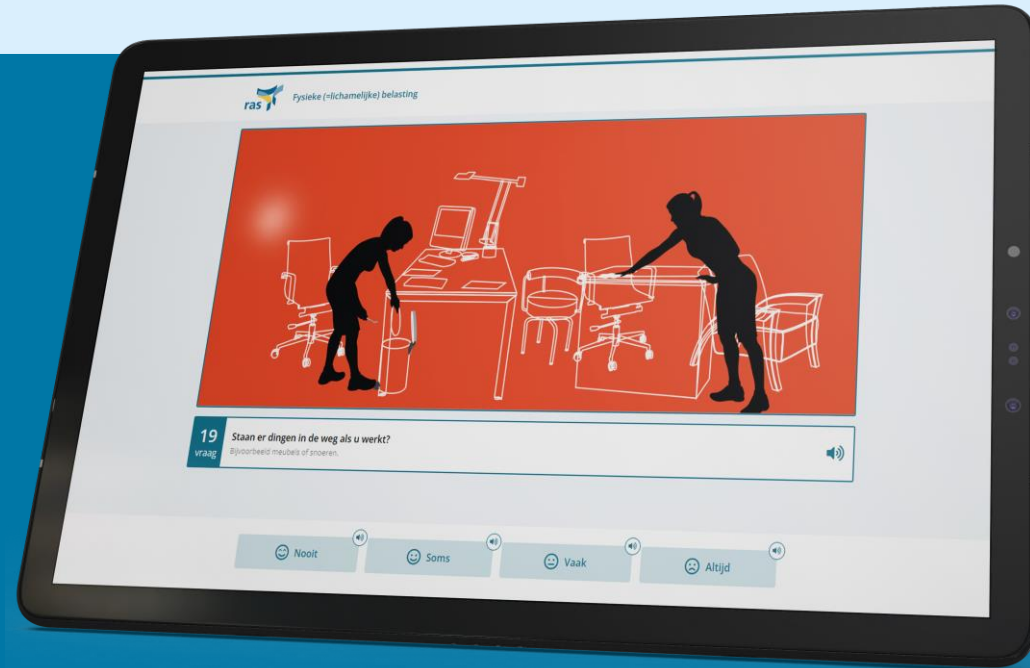 ras
Fysieke (=lichamelijke) belasting
19
vraag
Staan er dingen in de weg als u werkt?
Bijvoorbeeld meubels of snoeren.
Nooit
Soms
Vaak
Altijd